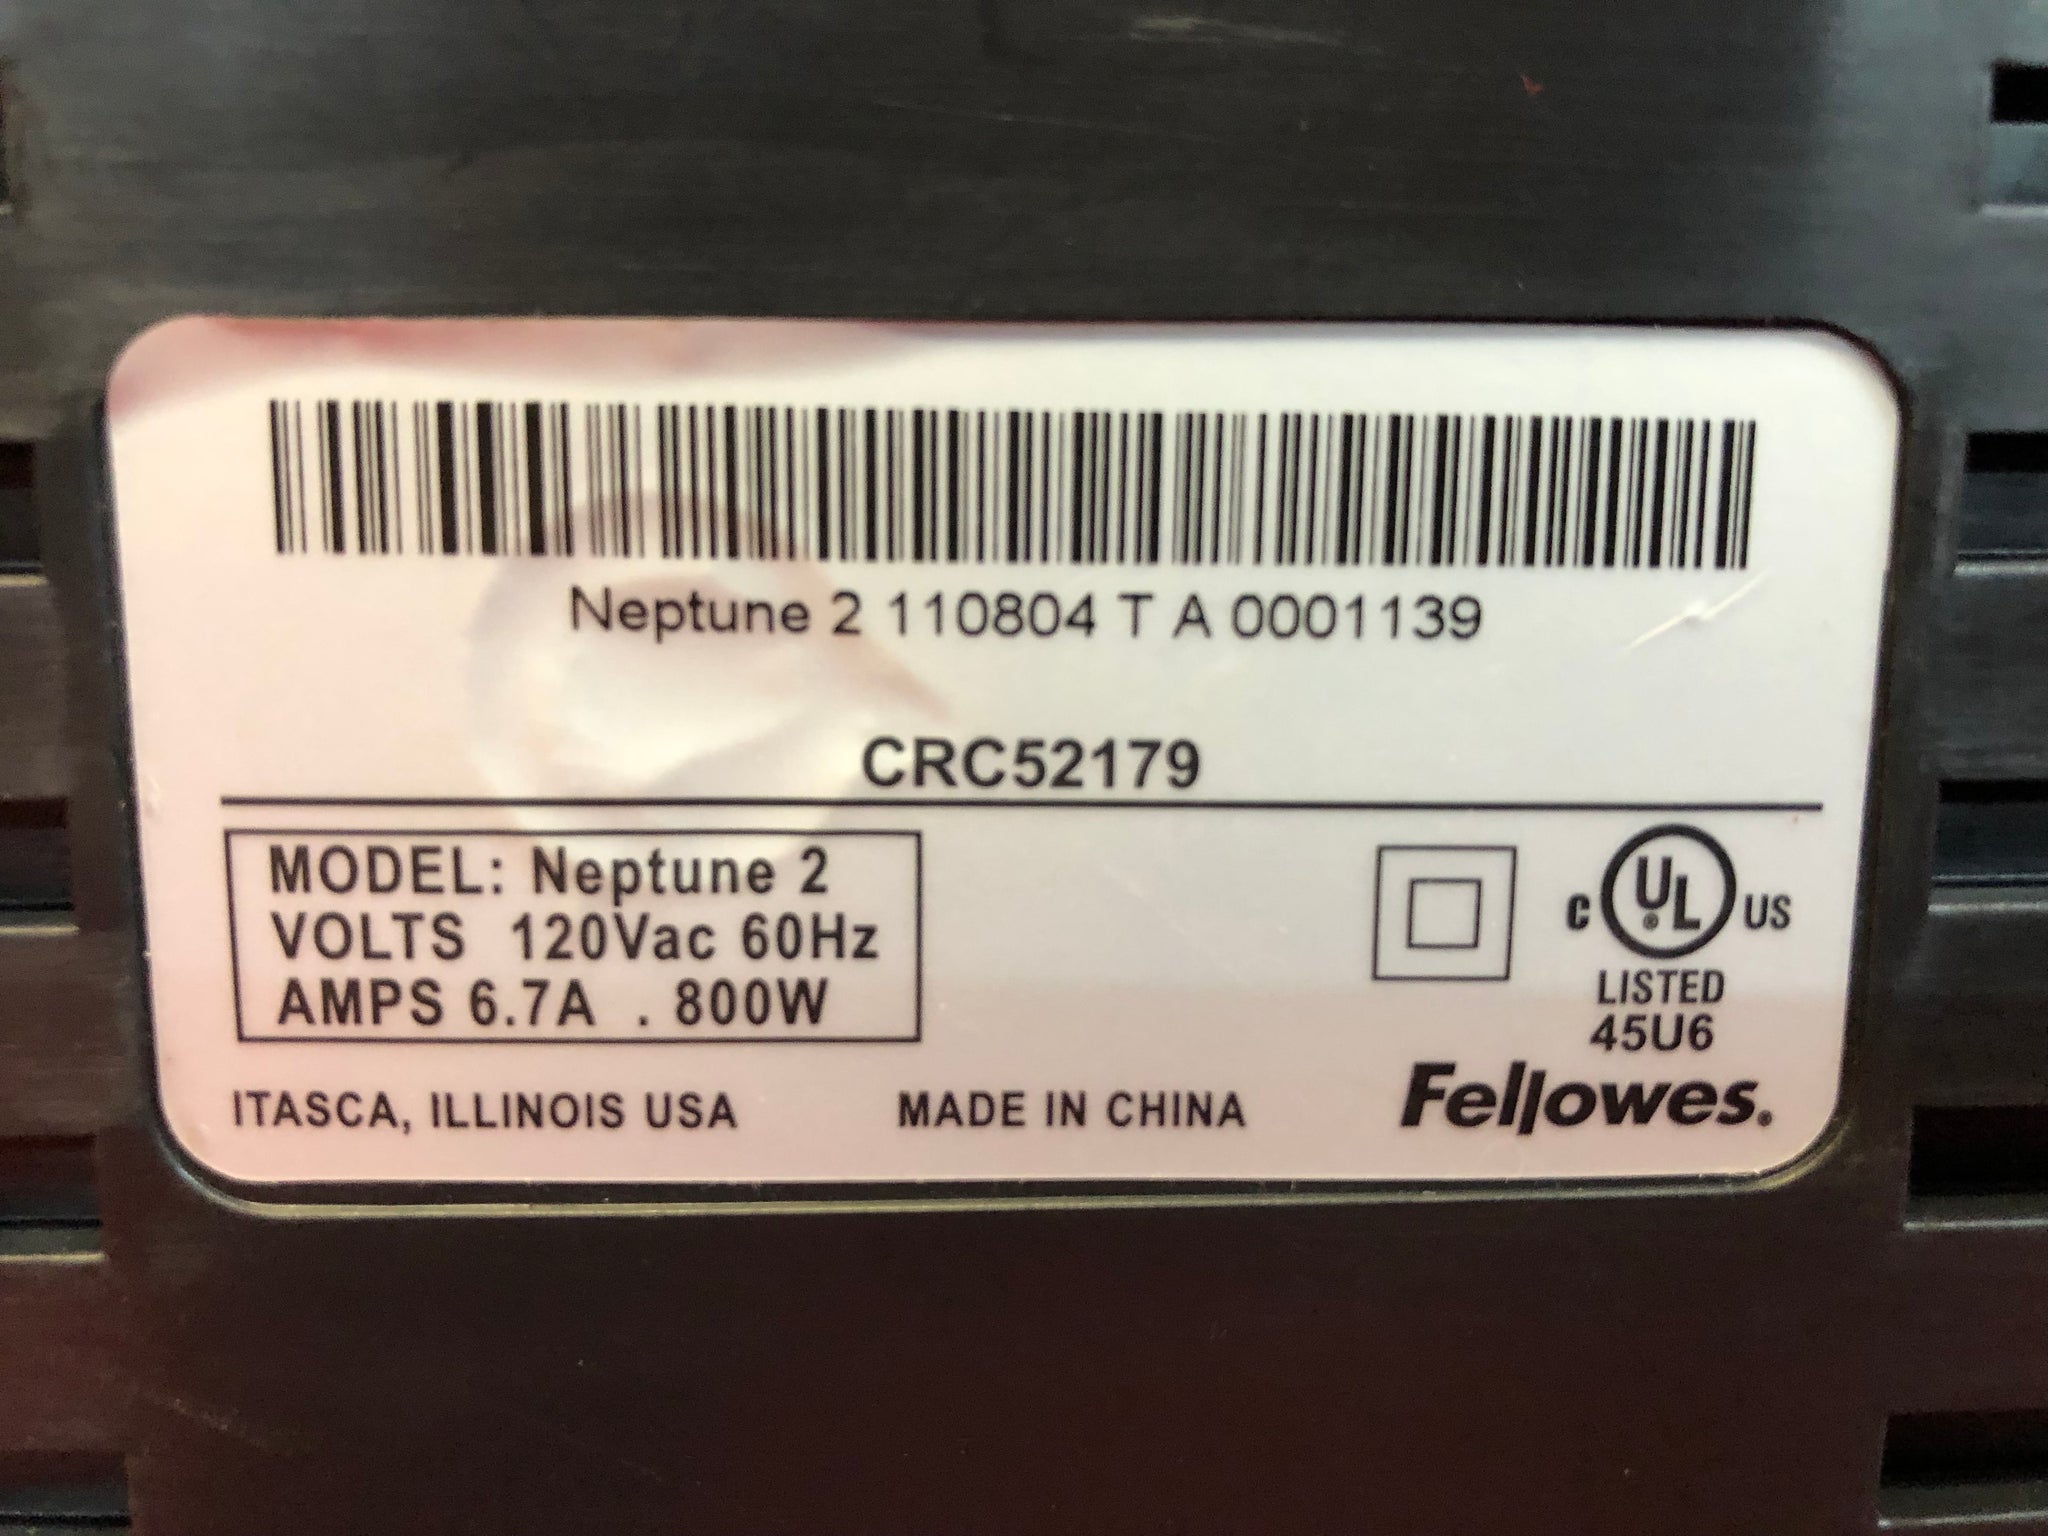 Neptune 2 110804 T A 0001139
CRC52179
MODEL: Neptune 2
VOLTS 120Vac 60Hz
AMPS 6.7A . 800W
C UL® US
LISTED
45U6
ITASCA, ILLINOIS USA
MADE IN CHINA
Fellowes®